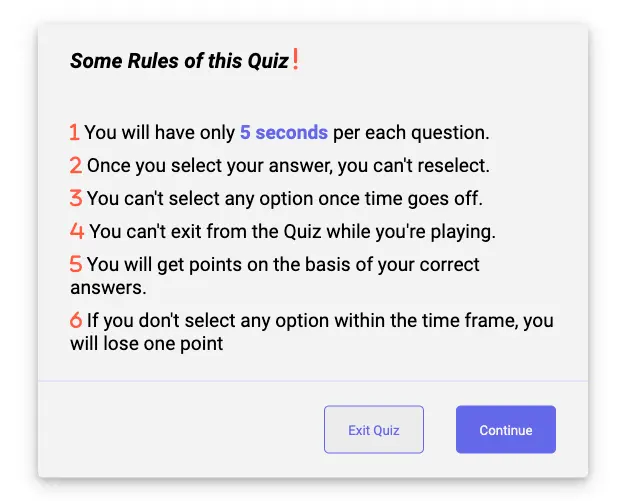 Some Rules of this Quiz!
1 You will have only 5 seconds per each question.
2 Once you select your answer, you can't reselect.
3 You can't select any option once time goes off.
4 You can't exit from the Quiz while you're playing.
5 You will get points on the basis of your correct
answers.
6 If you don't select any option within the time frame, you
will lose one point
Exit Quiz
Continue